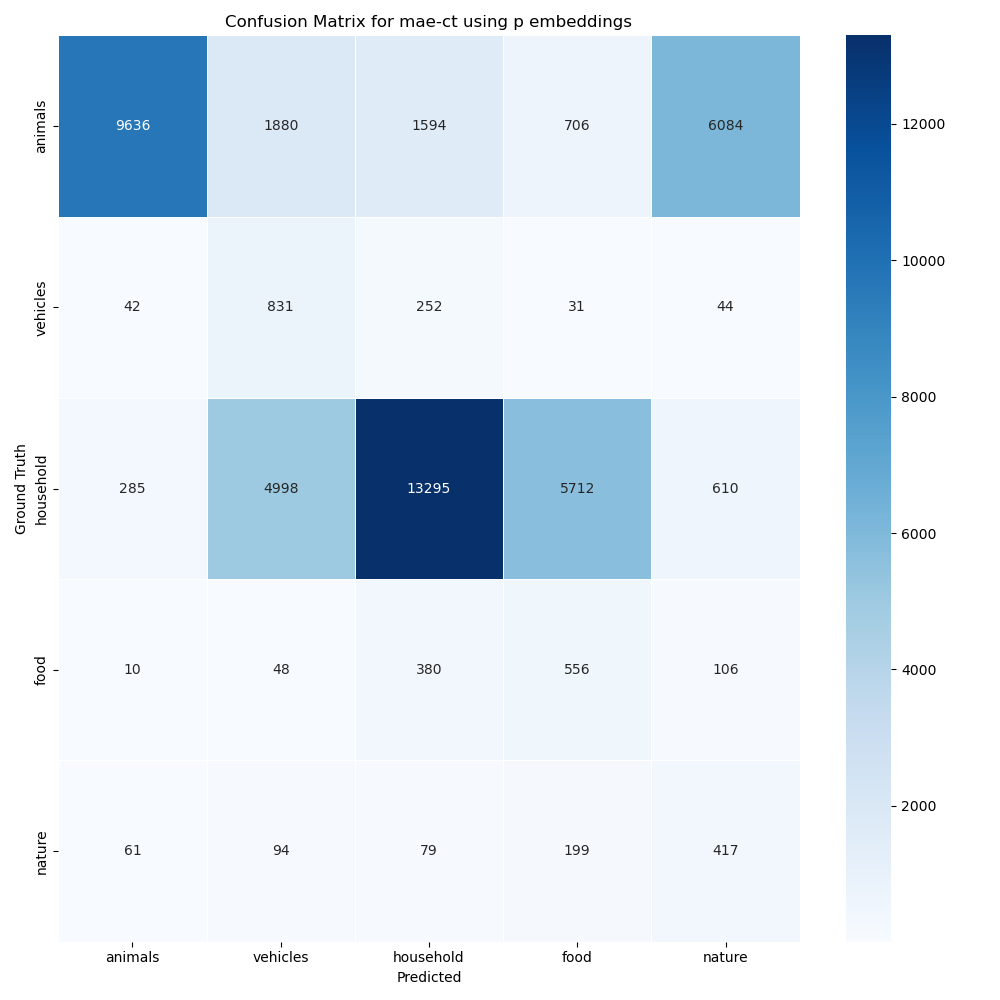 Confusion Matrix for mae-ct using p embeddings
animals
9636 1880 1594 706 6084
vehicles
42 831 252 31 44
Ground Truth
household
285 4998 13295 5712 610
food
10 48 380 556 106
nature
61 94 79 199 417
animals vehicles household food nature
Predicted
12000
10000
8000
6000
4000
2000